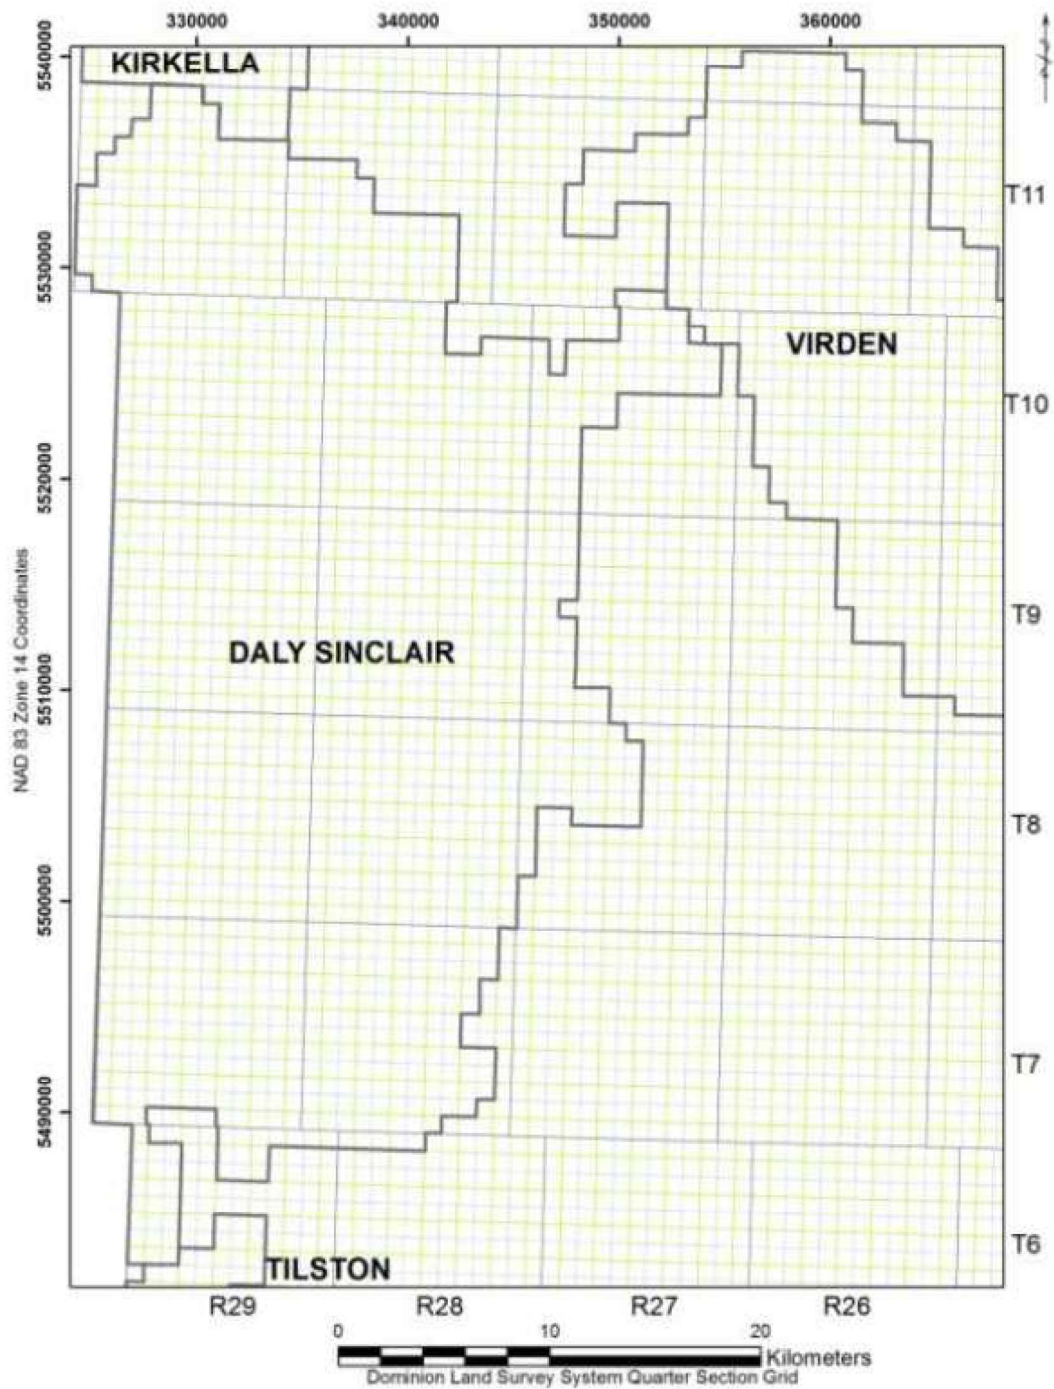 330000 340000 350000 360000
5540000
KIRKELLA
T11
5530000
VIRDEN
T10
5520000
NAD 83 Zone 14 Coordinates
T9
DALY SINCLAIR
5510000
T8
5500000
T7
5490000
T6
TILSTON
R29 R28 R27 R26
0 10 20
Kilometers
Dominion Land Survey System Quarter Section Grid